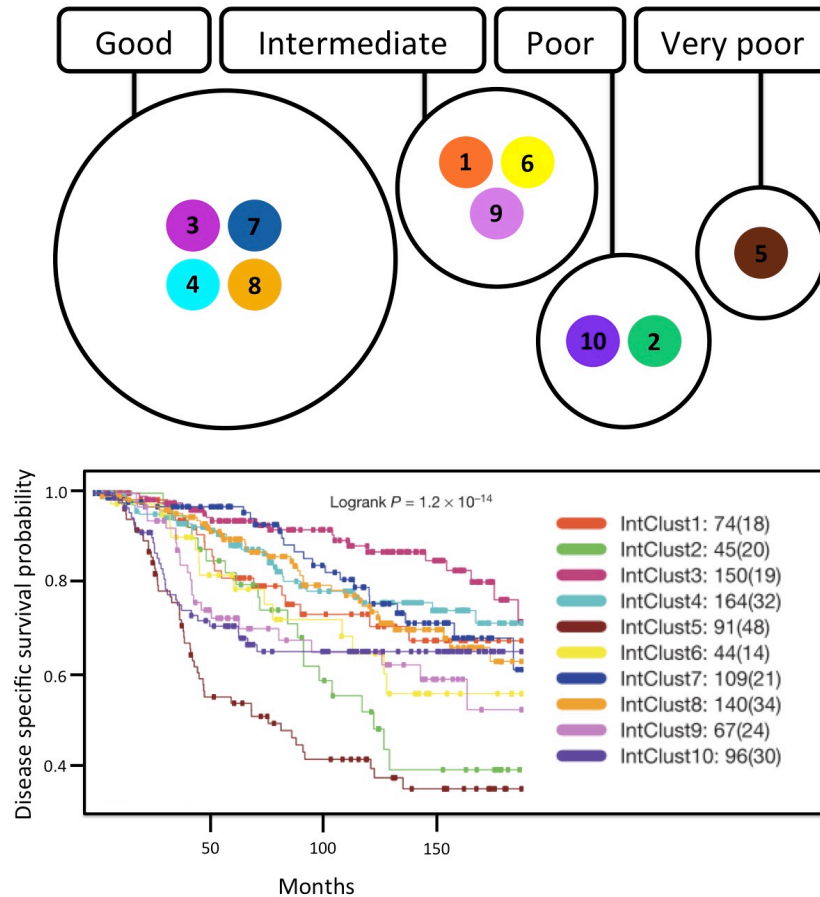 Good Intermediate Poor Very poor
1 6
9
3 7
4 8
5
10 2
Disease specific survival probability
1.0
0.8
0.6
0.4
Logrank P = 1.2 × 10⁻¹⁴
IntClust1: 74(18)
IntClust2: 45(20)
IntClust3: 150(19)
IntClust4: 164(32)
IntClust5: 91(48)
IntClust6: 44(14)
IntClust7: 109(21)
IntClust8: 140(34)
IntClust9: 67(24)
IntClust10: 96(30)
50 100 150
Months